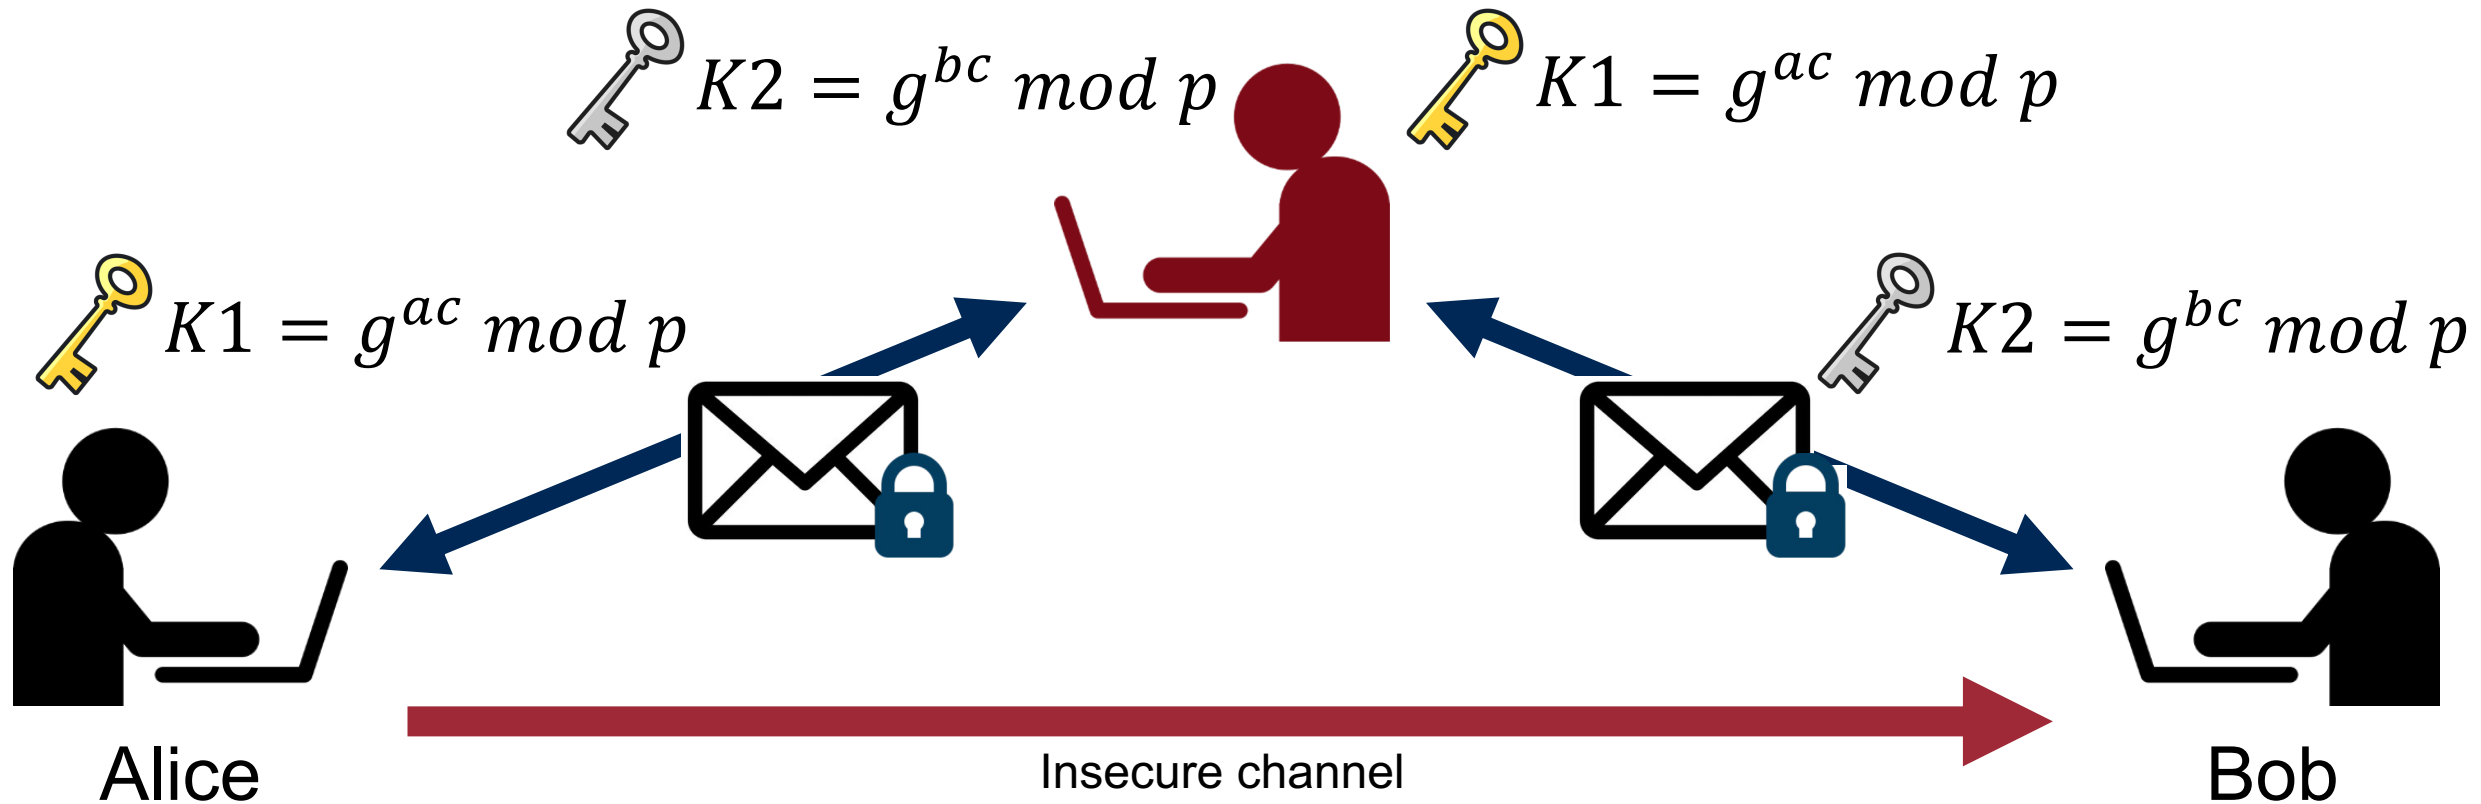 K2 = g^{bc} mod p
K1 = g^{ac} mod p
K1 = g^{ac} mod p
K2 = g^{bc} mod p
Insecure channel
Alice
Bob